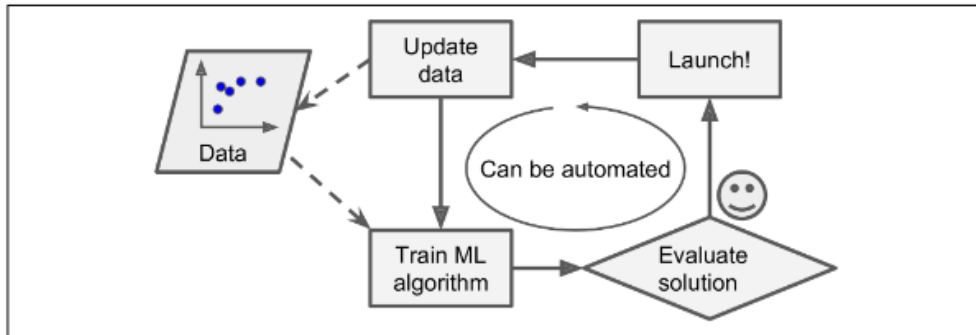 Update
data
Launch!
Data
Can be automated
Train ML
algorithm
Evaluate
solution